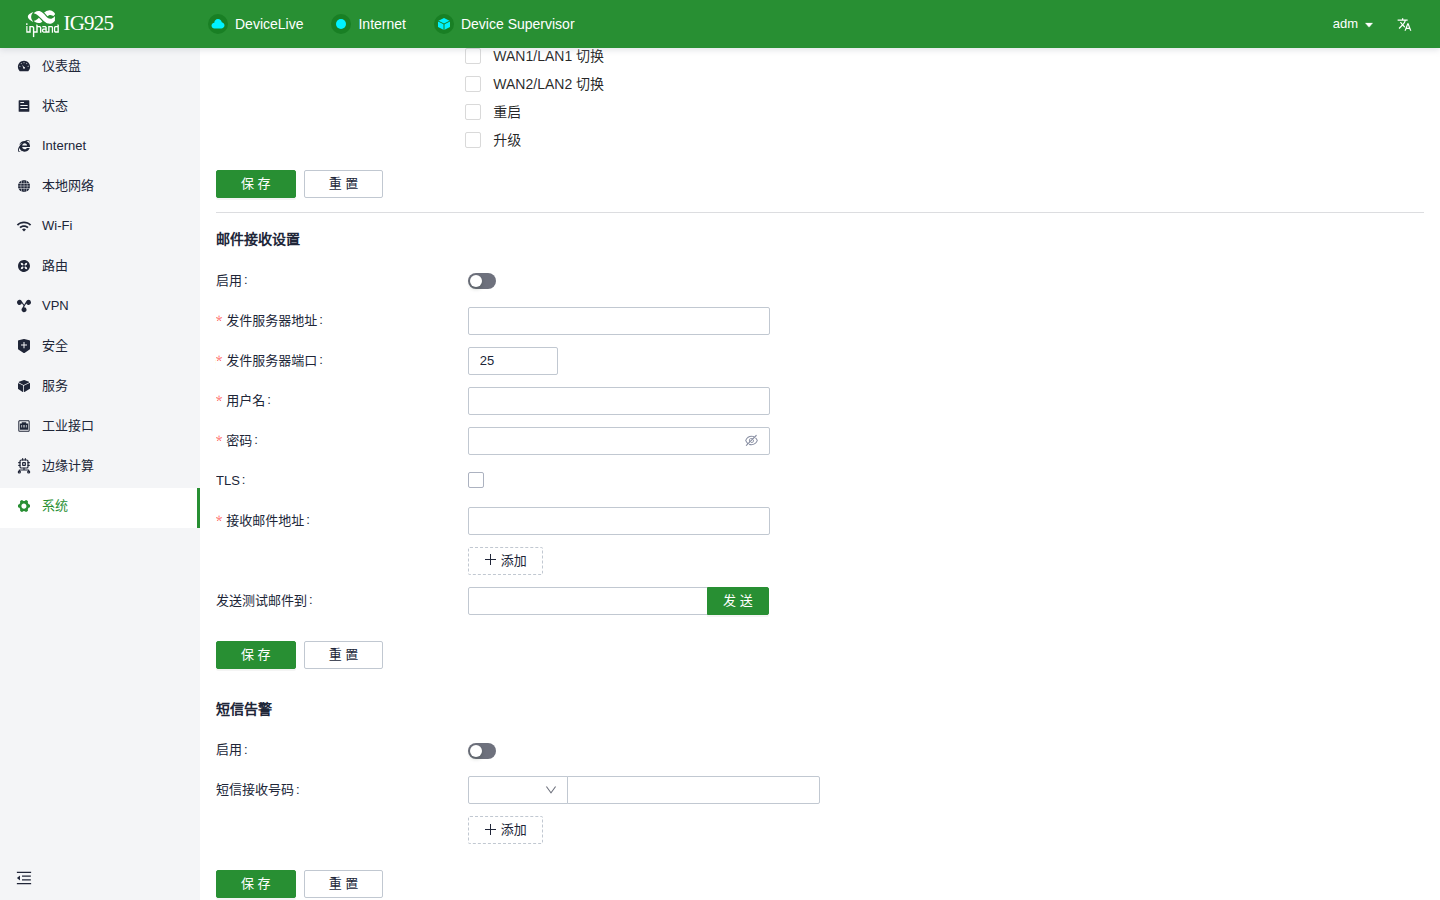 inhand IG925
DeviceLive
Internet
Device Supervisor
adm
仪表盘
状态
Internet
本地网络
Wi-Fi
路由
VPN
安全
服务
工业接口
边缘计算
系统
WAN1/LAN1 切换
WAN2/LAN2 切换
重启
升级
保 存
重 置
邮件接收设置
启用 :
* 发件服务器地址 :
* 发件服务器端口 :
25
* 用户名 :
* 密码 :
TLS :
* 接收邮件地址 :
添加
发送测试邮件到 :
发 送
保 存
重 置
短信告警
启用 :
短信接收号码 :
添加
保 存
重 置